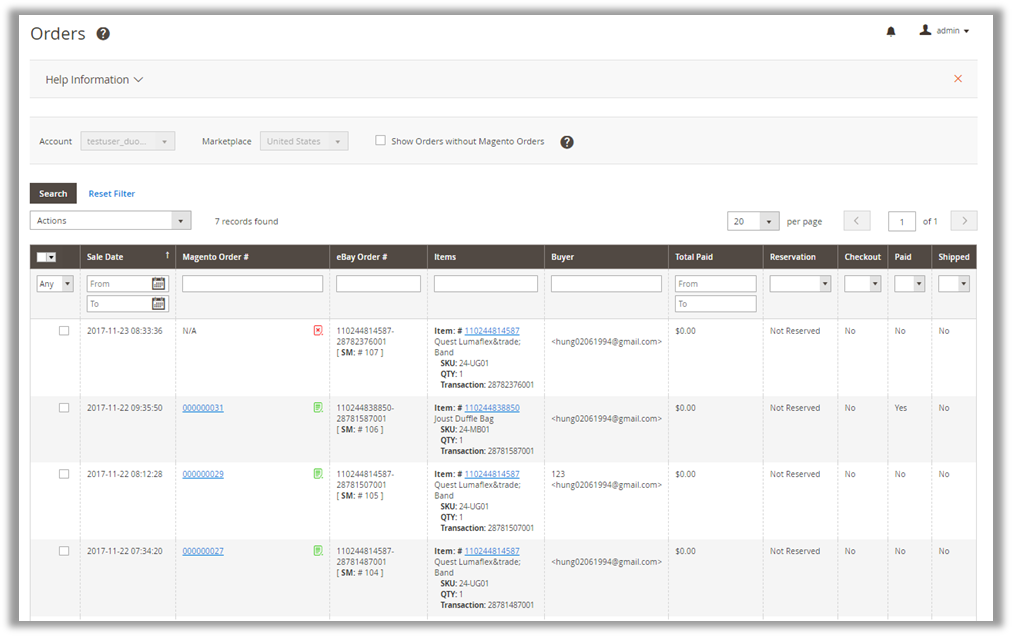 Orders ?
admin
Help Information
Account testuser_duo... Marketplace United States Show Orders without Magento Orders ?
Search Reset Filter
Actions 7 records found 20 per page 1 of 1
Sale Date ↑ Magento Order # eBay Order # Items Buyer Total Paid Reservation Checkout Paid Shipped
Any From From
To To
2017-11-23 08:33:36 N/A 110244814587- Item: # 110244814587 $0.00 Not Reserved No No No
28782376001 Quest Lumaflex&trade; <hung02061994@gmail.com>
[ SM: # 107 ] Band
SKU: 24-UG01
QTY: 1
Transaction: 28782376001
2017-11-22 09:35:50 000000031 110244838850- Item: # 110244838850 $0.00 Not Reserved No Yes No
28781587001 Joust Duffle Bag <hung02061994@gmail.com>
[ SM: # 106 ] SKU: 24-MB01
QTY: 1
Transaction: 28781587001
2017-11-22 08:12:28 000000029 110244814587- Item: # 110244814587 123 $0.00 Not Reserved No No No
28781507001 Quest Lumaflex&trade; <hung02061994@gmail.com>
[ SM: # 105 ] Band
SKU: 24-UG01
QTY: 1
Transaction: 28781507001
2017-11-22 07:34:20 000000027 110244814587- Item: # 110244814587 $0.00 Not Reserved No No No
28781487001 Quest Lumaflex&trade; <hung02061994@gmail.com>
[ SM: # 104 ] Band
SKU: 24-UG01
QTY: 1
Transaction: 28781487001